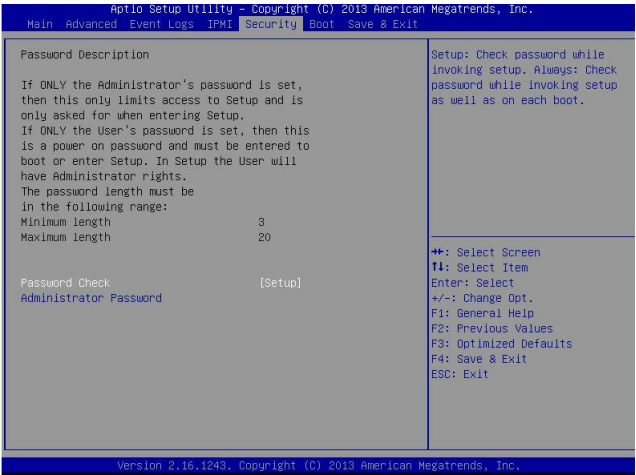 Aptio Setup Utility - Copyright (C) 2013 American Megatrends, Inc.
Main Advanced Event Logs IPMI Security Boot Save & Exit
Password Description
If ONLY the Administrator's password is set,
then this only limits access to Setup and is
only asked for when entering Setup.
If ONLY the User's password is set, then this
is a power on password and must be entered to
boot or enter Setup. In Setup the User will
have Administrator rights.
The password length must be
in the following range:
Minimum length 3
Maximum length 20
Password Check [Setup]
Administrator Password
Setup: Check password while
invoking setup. Always: Check
password while invoking setup
as well as on each boot.
→←: Select Screen
↑↓: Select Item
Enter: Select
+/-: Change Opt.
F1: General Help
F2: Previous Values
F3: Optimized Defaults
F4: Save & Exit
ESC: Exit
Version 2.16.1243. Copyright (C) 2013 American Megatrends, Inc.